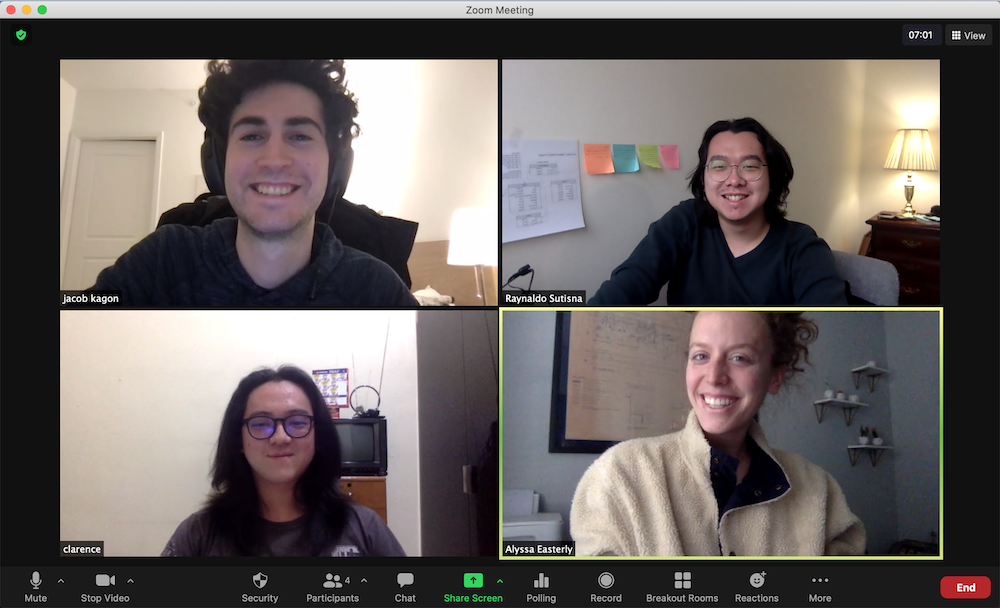 Zoom Meeting
07:01
View
jacob kagon
Raynaldo Sutisna
clarence
Alyssa Easterly
Mute
Stop Video
Security
4
Participants
Chat
Share Screen
Polling
Record
Breakout Rooms
Reactions
More
End